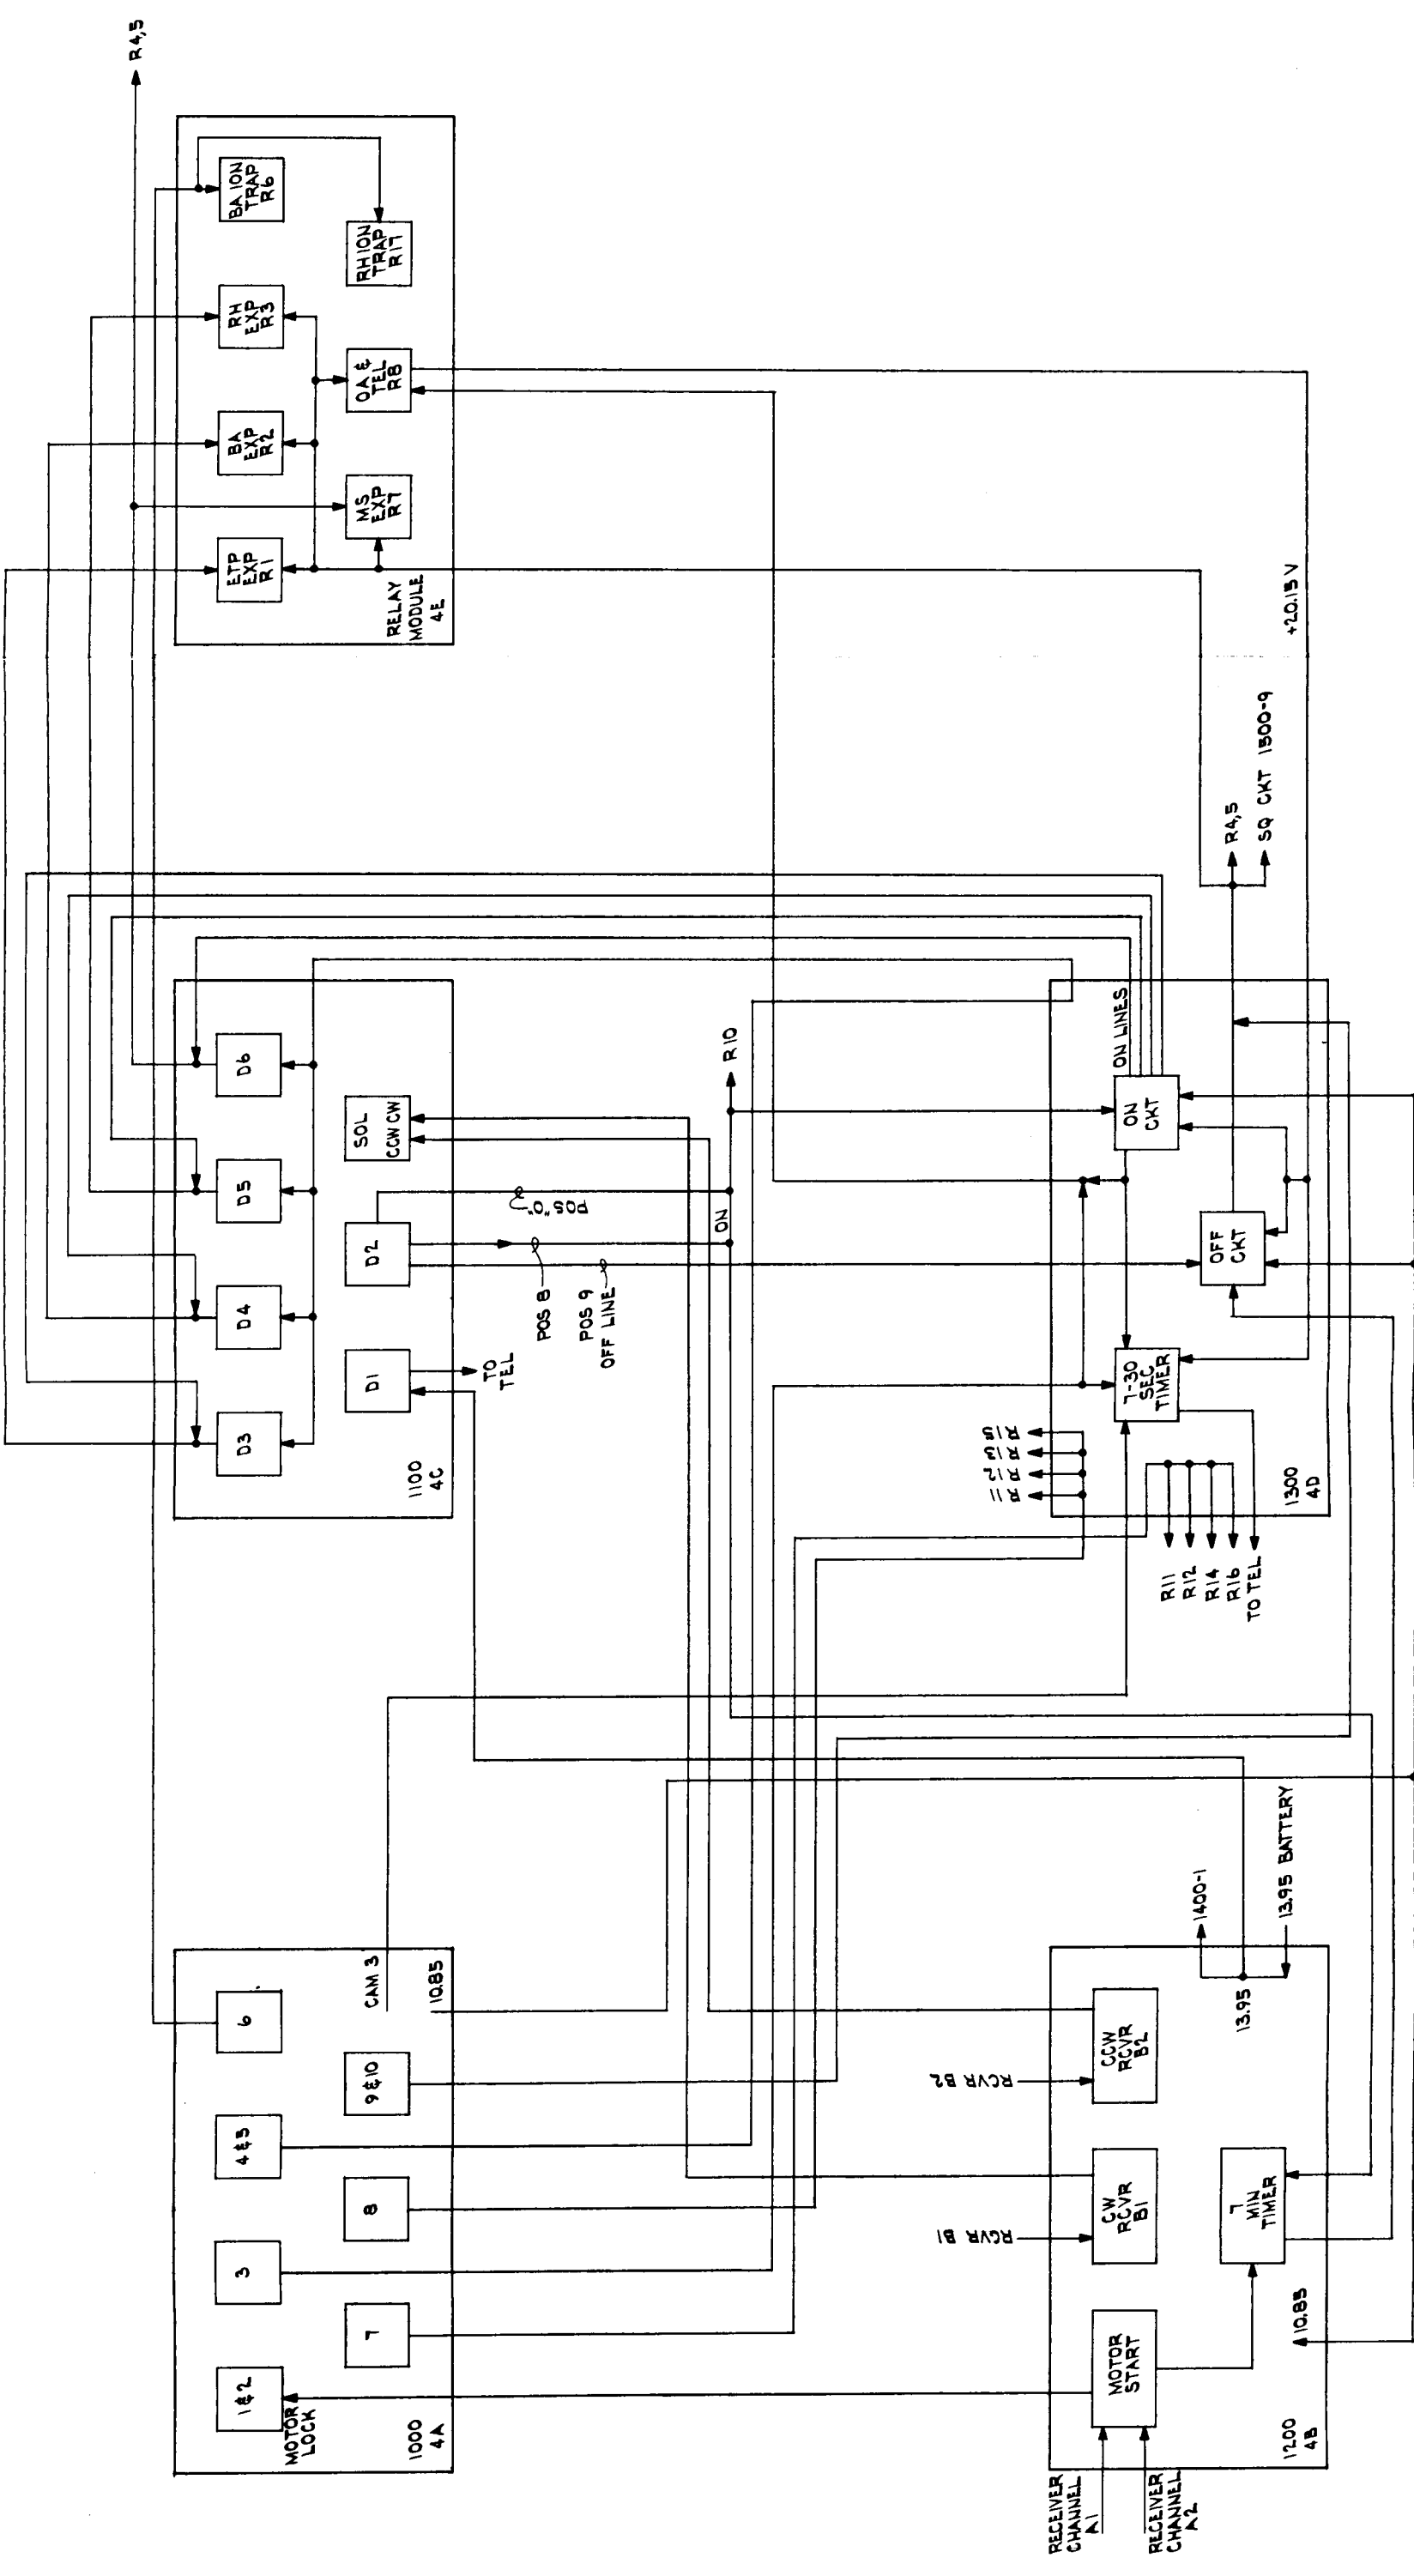 R4,5
BA ION
TRAP
R6
RH ION
TRAP
R17
RH
EXP
R3
OA &
TEL
R8
BA
EXP
R2
MS
EXP
R7
ETP
EXP
R1
RELAY
MODULE
4E
+20.15 V
R4,5
SQ CKT 1500-9
D6
D5
D4
D3
SOL
CCW CW
D2
D1
TO
TEL
1100
4C
POS "0"
POS 8
POS 9
OFF LINE
ON
R10
ON LINES
ON
CKT
OFF
CKT
7-30
SEC
TIMER
R15
R13
R12
R11
1300
4D
R11
R12
R14
R16
TO TEL
6
CAM 3
10.85
9 & 10
4 & 5
8
3
7
1 & 2
MOTOR
LOCK
1000
4A
1400-1
13.95 BATTERY
13.95
CCW
RCVR
B2
RCVR B2
CW
RCVR
B1
RCVR B1
7
MIN
TIMER
10.85
MOTOR
START
1200
4B
RECEIVER
CHANNEL
A1
RECEIVER
CHANNEL
A2